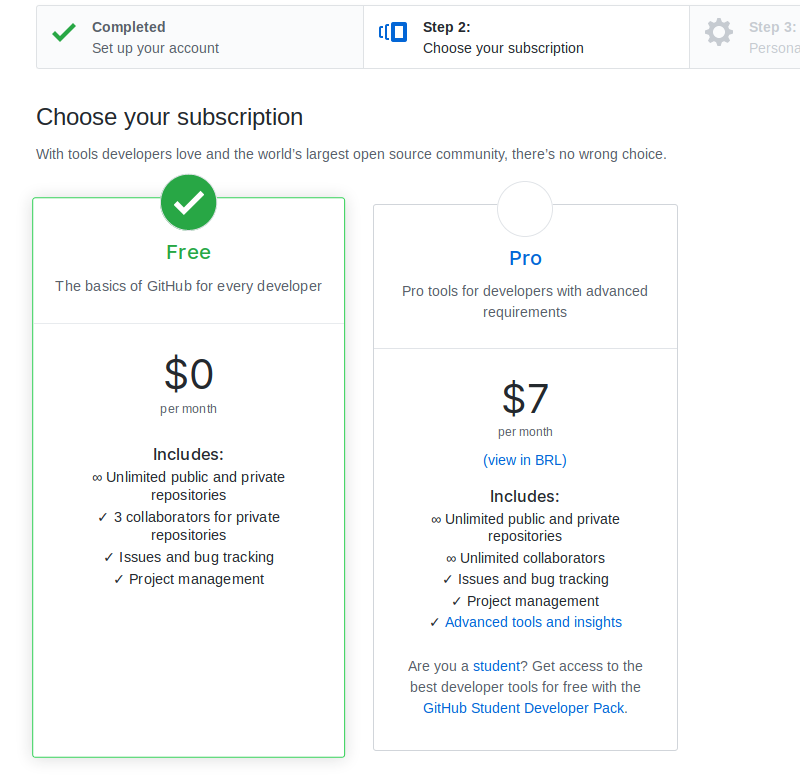 Completed
Set up your account
Step 2:
Choose your subscription
Step 3:
Persona
Choose your subscription
With tools developers love and the world's largest open source community, there's no wrong choice.
Free
The basics of GitHub for every developer
$0
per month
Includes:
∞ Unlimited public and private
repositories
✓ 3 collaborators for private
repositories
✓ Issues and bug tracking
✓ Project management
Pro
Pro tools for developers with advanced
requirements
$7
per month
(view in BRL)
Includes:
∞ Unlimited public and private
repositories
∞ Unlimited collaborators
✓ Issues and bug tracking
✓ Project management
✓ Advanced tools and insights
Are you a student? Get access to the
best developer tools for free with the
GitHub Student Developer Pack.